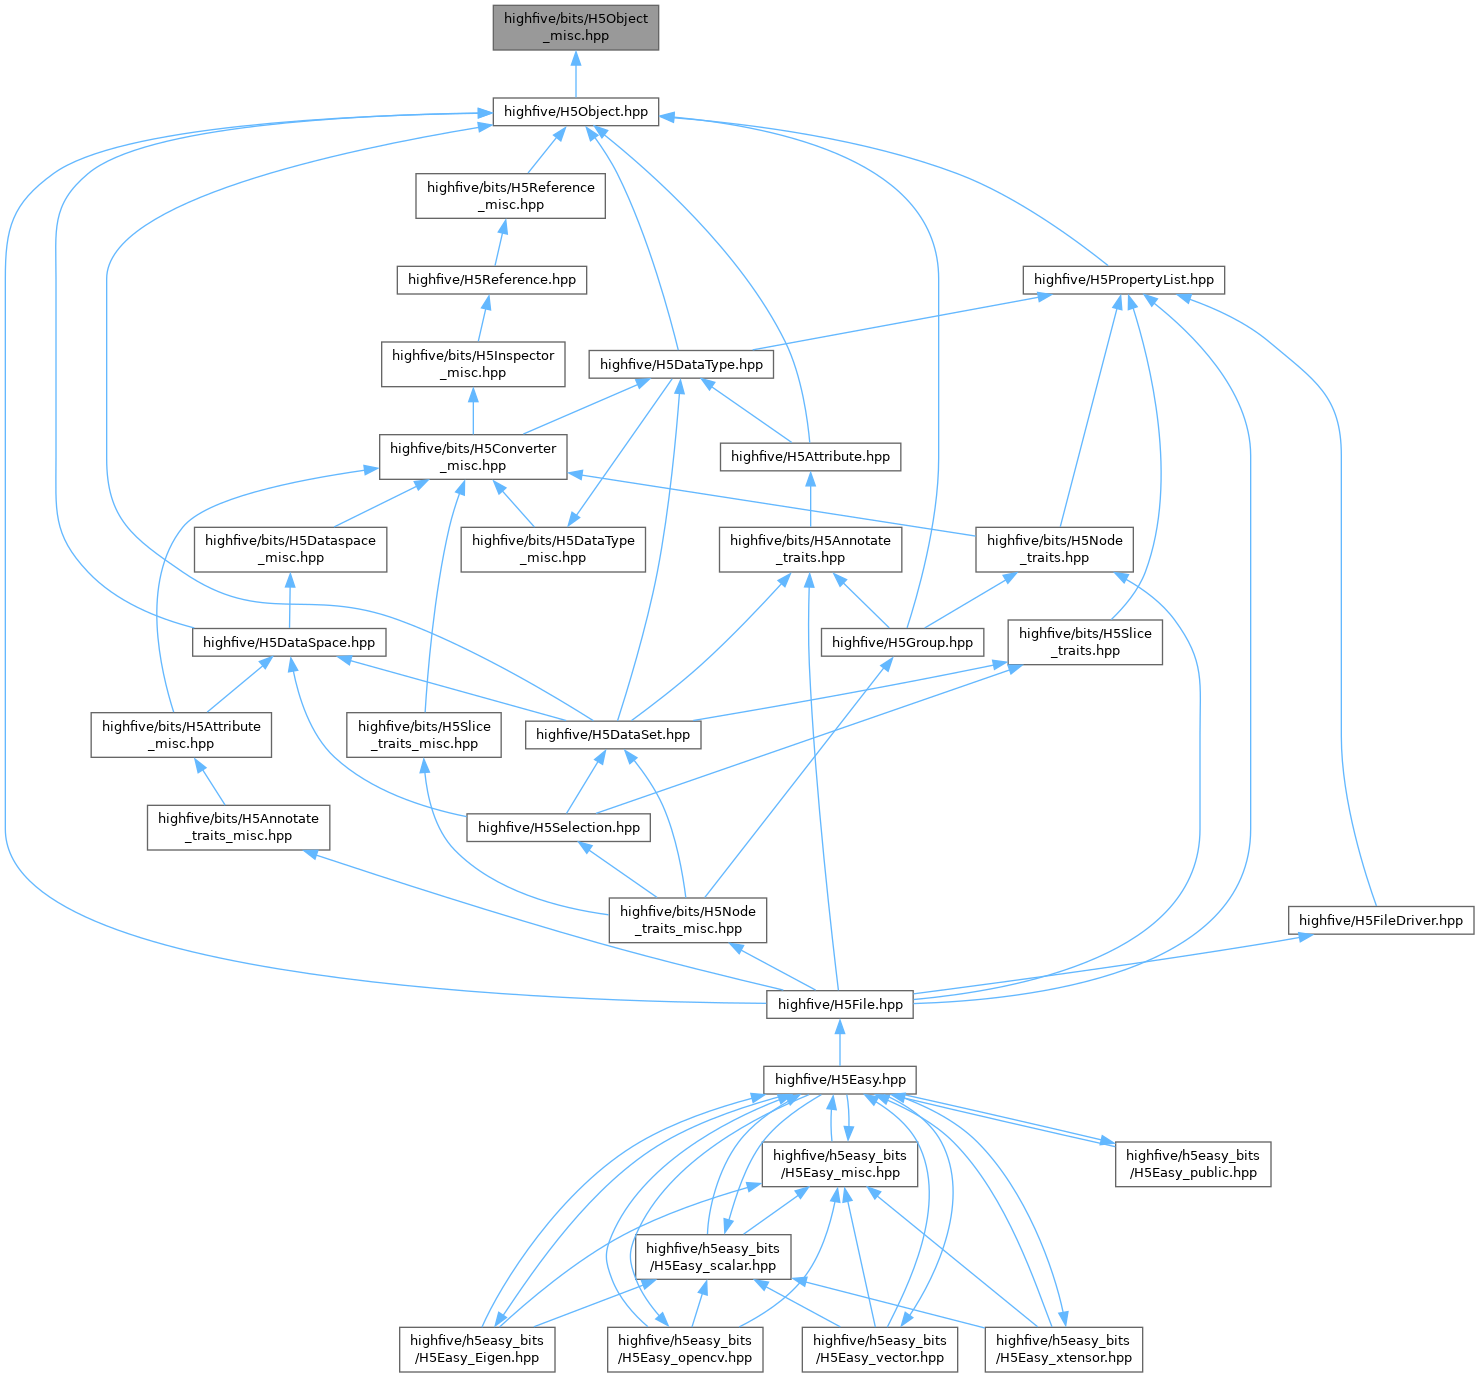 highfive/bits/H5Object
_misc.hpp
highfive/H5Object.hpp
highfive/bits/H5Reference
_misc.hpp
highfive/H5Reference.hpp
highfive/H5PropertyList.hpp
highfive/bits/H5Inspector
_misc.hpp
highfive/H5DataType.hpp
highfive/bits/H5Converter
_misc.hpp
highfive/H5Attribute.hpp
highfive/bits/H5Dataspace
_misc.hpp
highfive/bits/H5DataType
_misc.hpp
highfive/bits/H5Annotate
_traits.hpp
highfive/bits/H5Node
_traits.hpp
highfive/H5DataSpace.hpp
highfive/H5Group.hpp
highfive/bits/H5Slice
_traits.hpp
highfive/bits/H5Attribute
_misc.hpp
highfive/bits/H5Slice
_traits_misc.hpp
highfive/H5DataSet.hpp
highfive/bits/H5Annotate
_traits_misc.hpp
highfive/H5Selection.hpp
highfive/bits/H5Node
_traits_misc.hpp
highfive/H5FileDriver.hpp
highfive/H5File.hpp
highfive/H5Easy.hpp
highfive/h5easy_bits
/H5Easy_misc.hpp
highfive/h5easy_bits
/H5Easy_public.hpp
highfive/h5easy_bits
/H5Easy_scalar.hpp
highfive/h5easy_bits
/H5Easy_Eigen.hpp
highfive/h5easy_bits
/H5Easy_opencv.hpp
highfive/h5easy_bits
/H5Easy_vector.hpp
highfive/h5easy_bits
/H5Easy_xtensor.hpp